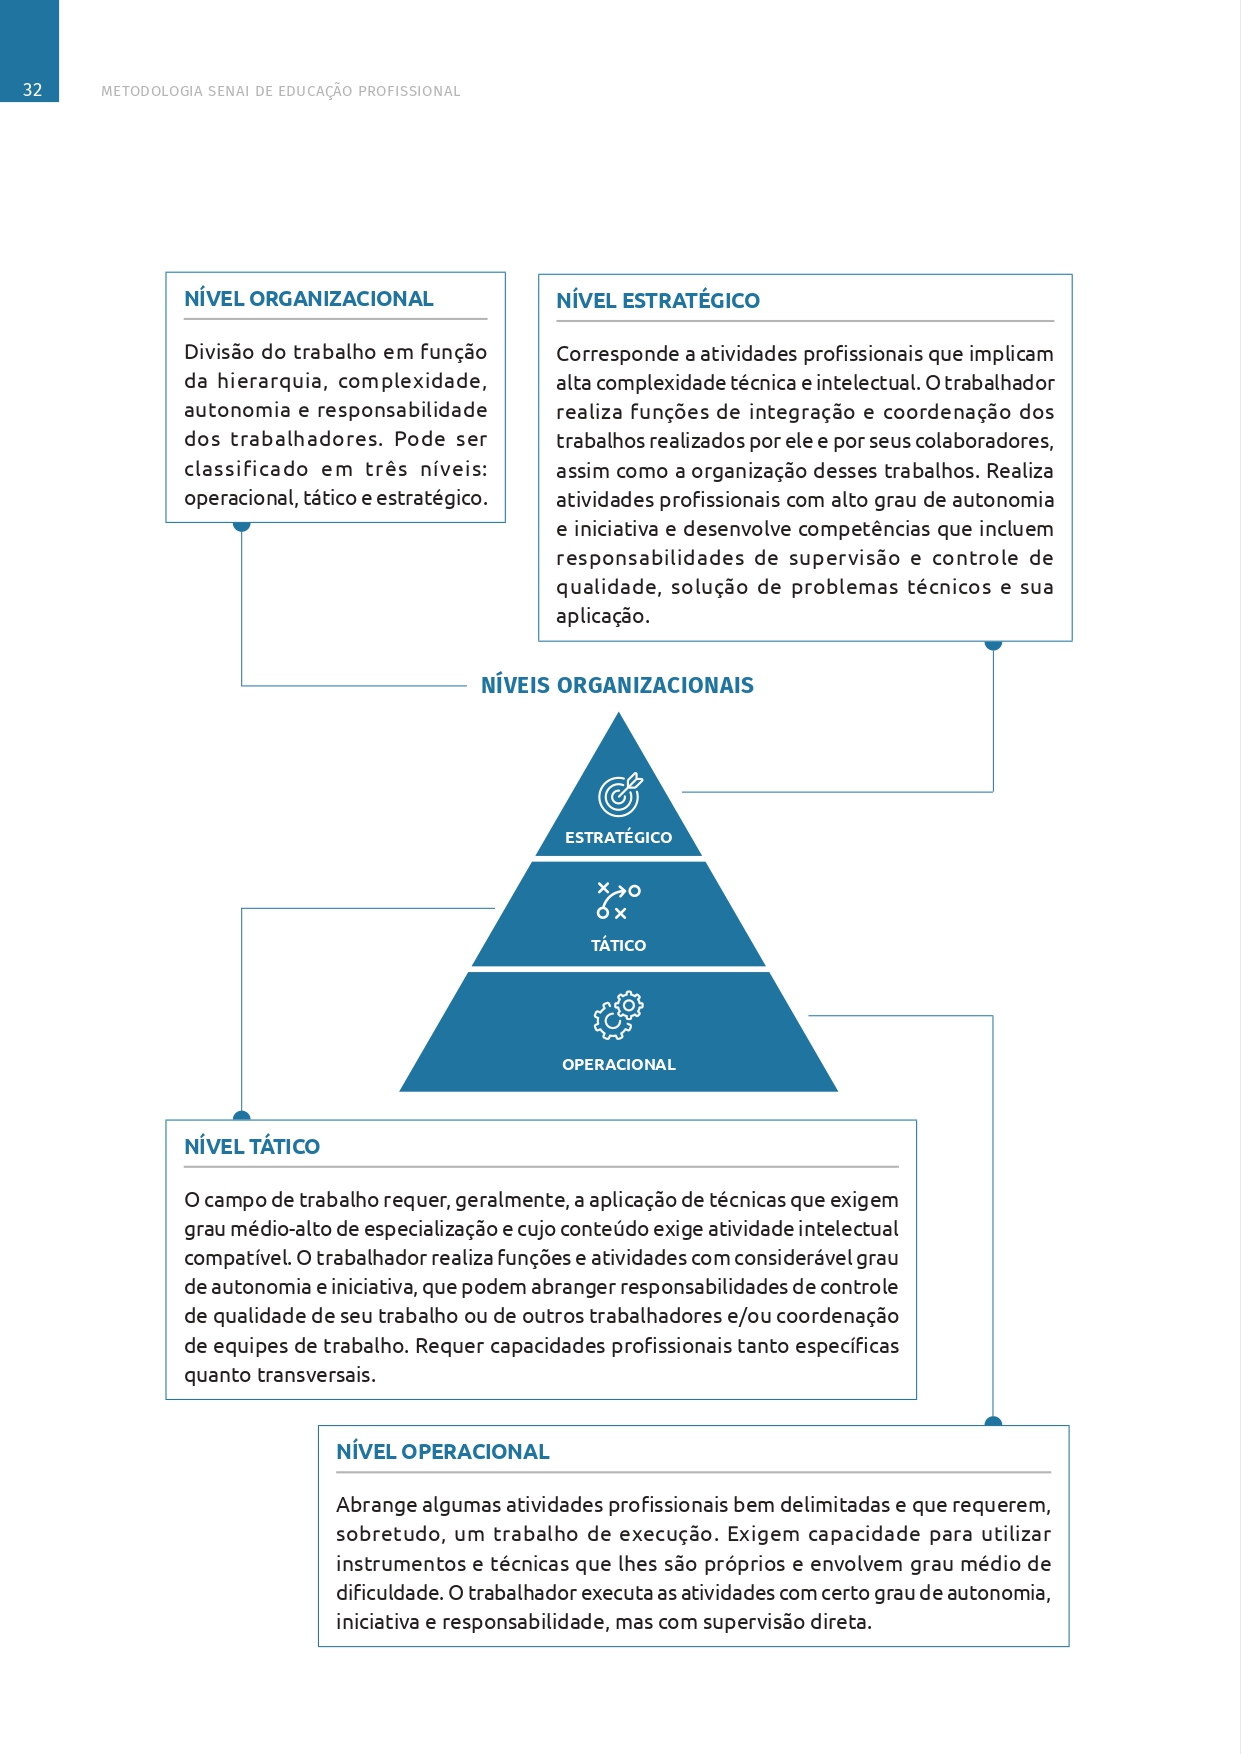 32
METODOLOGIA SENAI DE EDUCAÇÃO PROFISSIONAL
NÍVEL ORGANIZACIONAL
Divisão do trabalho em função
da hierarquia, complexidade,
autonomia e responsabilidade
dos trabalhadores. Pode ser
classificado em três níveis:
operacional, tático e estratégico.
NÍVEL ESTRATÉGICO
Corresponde a atividades profissionais que implicam
alta complexidade técnica e intelectual. O trabalhador
realiza funções de integração e coordenação dos
trabalhos realizados por ele e por seus colaboradores,
assim como a organização desses trabalhos. Realiza
atividades profissionais com alto grau de autonomia
e iniciativa e desenvolve competências que incluem
responsabilidades de supervisão e controle de
qualidade, solução de problemas técnicos e sua
aplicação.
NÍVEIS ORGANIZACIONAIS
ESTRATÉGICO
TÁTICO
OPERACIONAL
NÍVEL TÁTICO
O campo de trabalho requer, geralmente, a aplicação de técnicas que exigem
grau médio-alto de especialização e cujo conteúdo exige atividade intelectual
compatível. O trabalhador realiza funções e atividades com considerável grau
de autonomia e iniciativa, que podem abranger responsabilidades de controle
de qualidade de seu trabalho ou de outros trabalhadores e/ou coordenação
de equipes de trabalho. Requer capacidades profissionais tanto específicas
quanto transversais.
NÍVEL OPERACIONAL
Abrange algumas atividades profissionais bem delimitadas e que requerem,
sobretudo, um trabalho de execução. Exigem capacidade para utilizar
instrumentos e técnicas que lhes são próprios e envolvem grau médio de
dificuldade. O trabalhador executa as atividades com certo grau de autonomia,
iniciativa e responsabilidade, mas com supervisão direta.